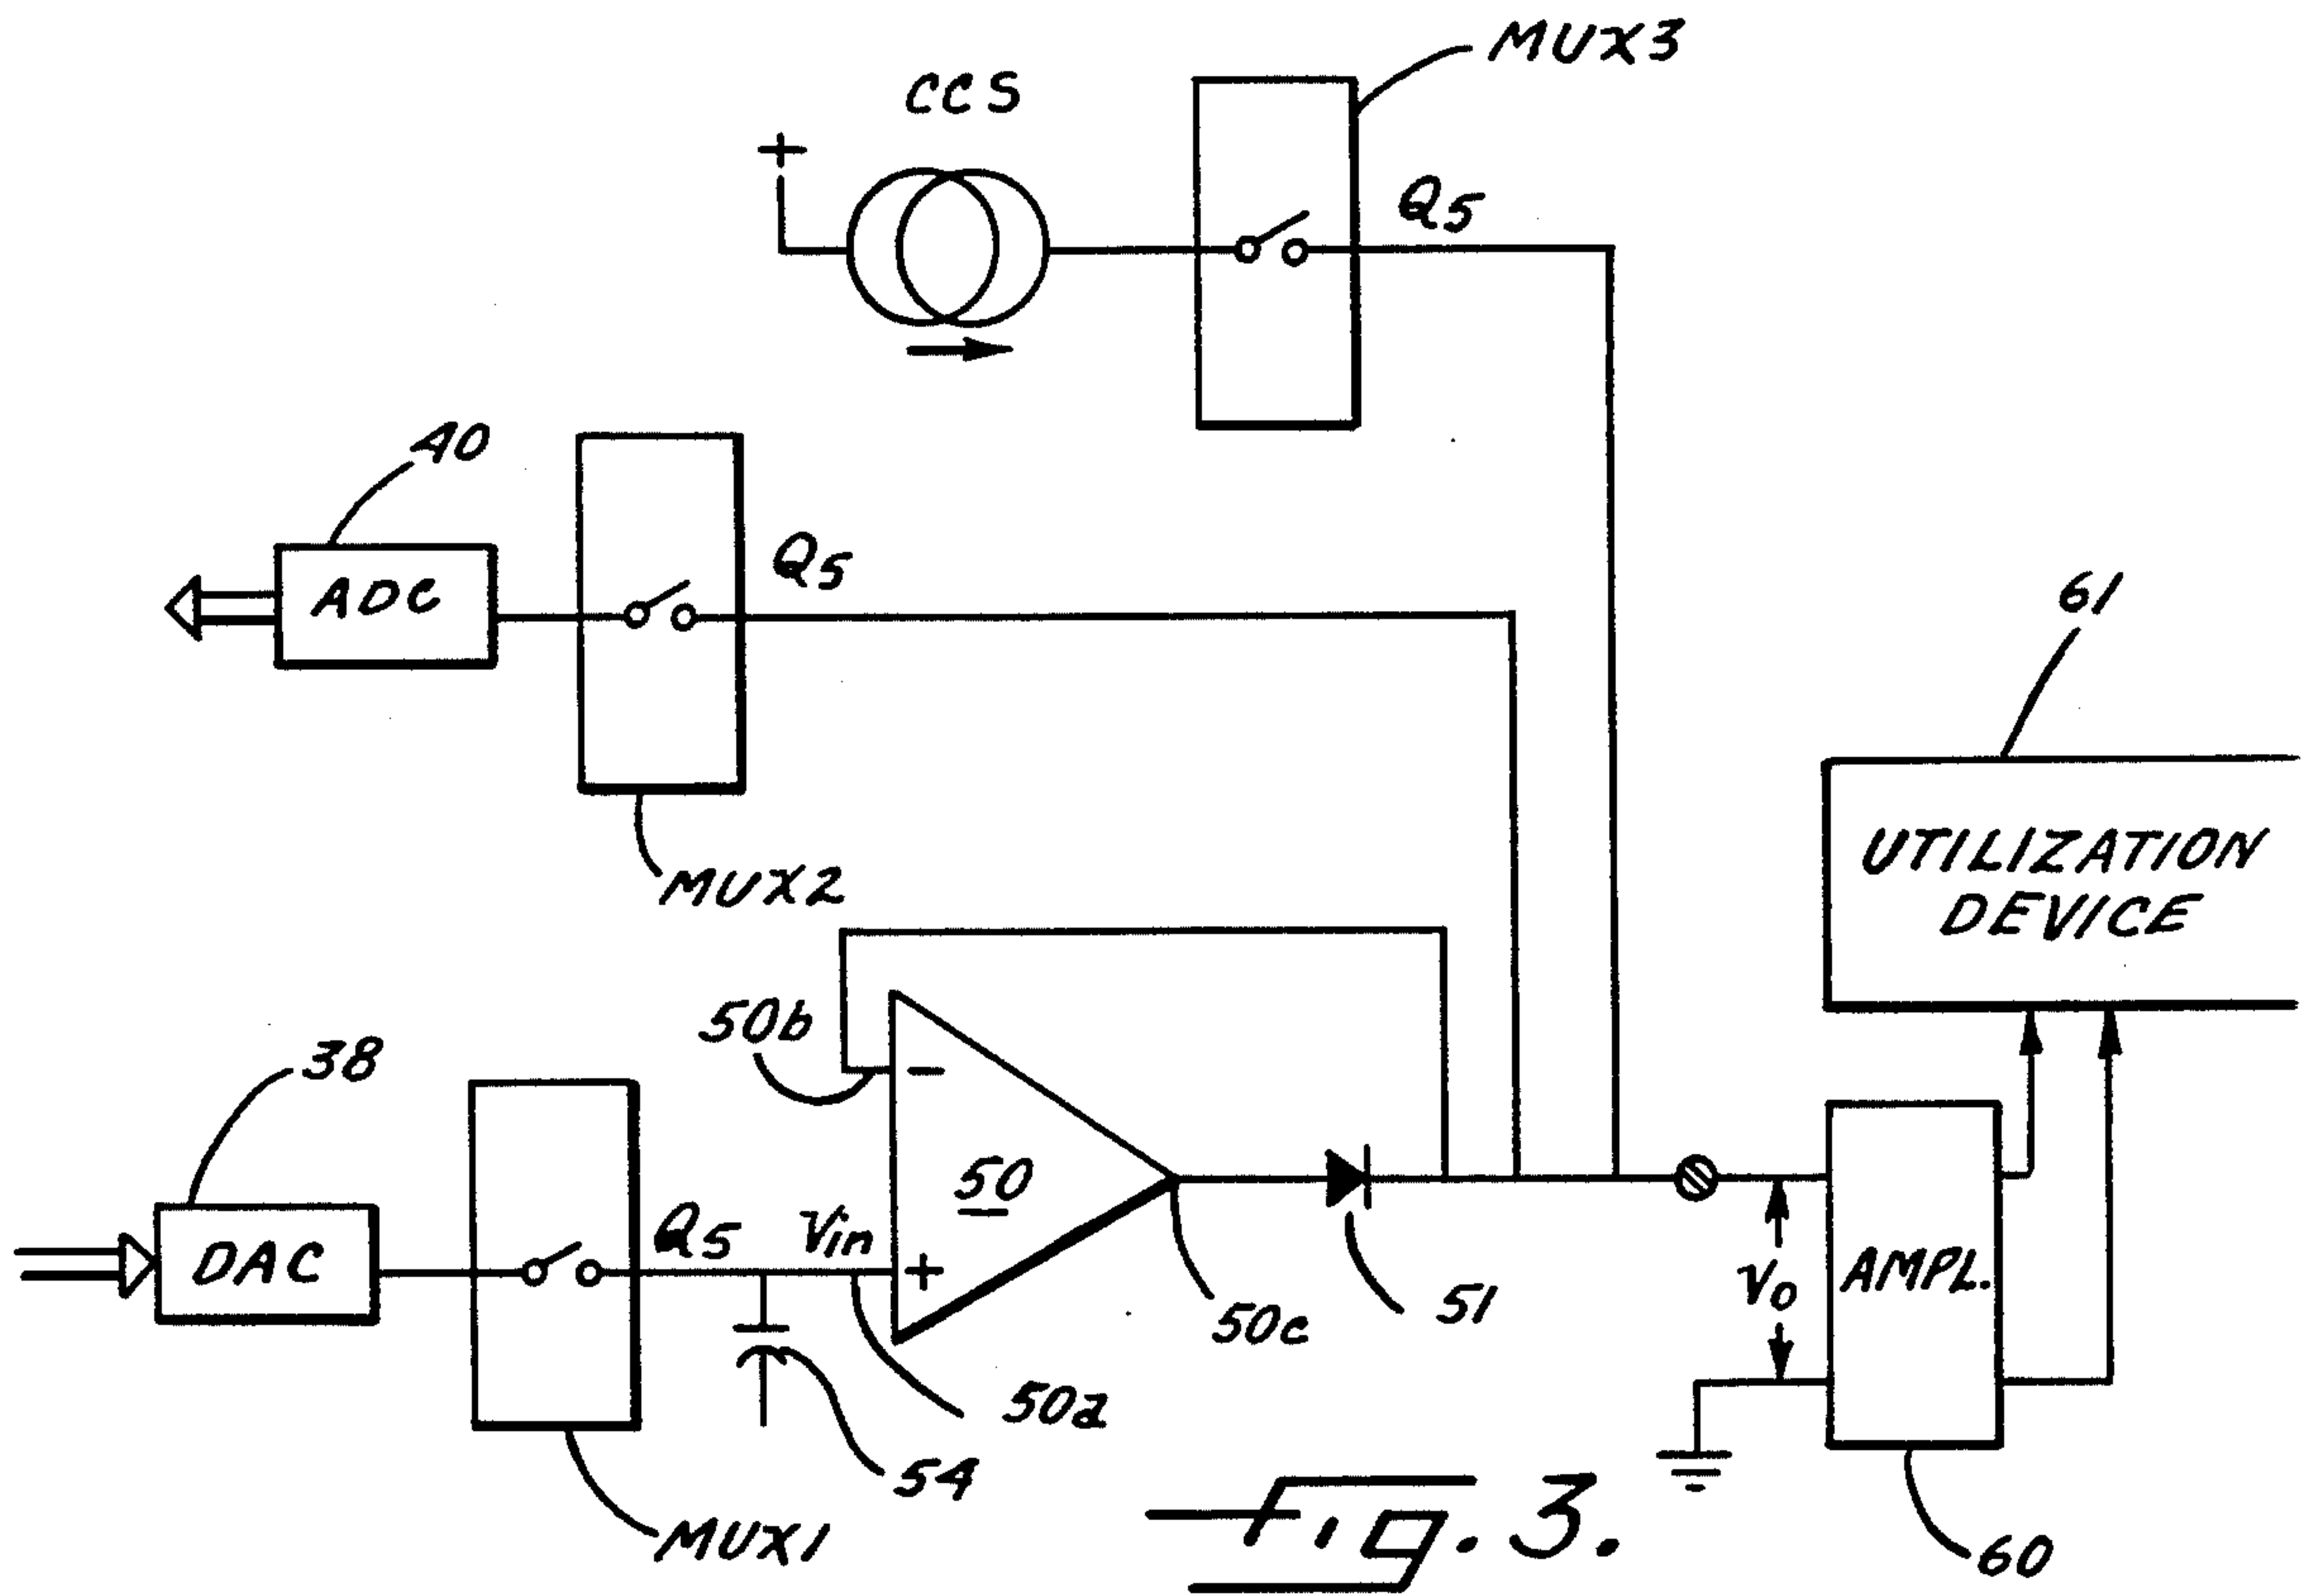 MUX3
CCS
+
Q5
40
ADC
Q5
61
MUX2
UTILIZATION
DEVICE
50b
-
38
50
Q5
Vin
+
DAC
Vo
AMPL.
51
50c
50a
54
MUX1
60
Fig. 3.